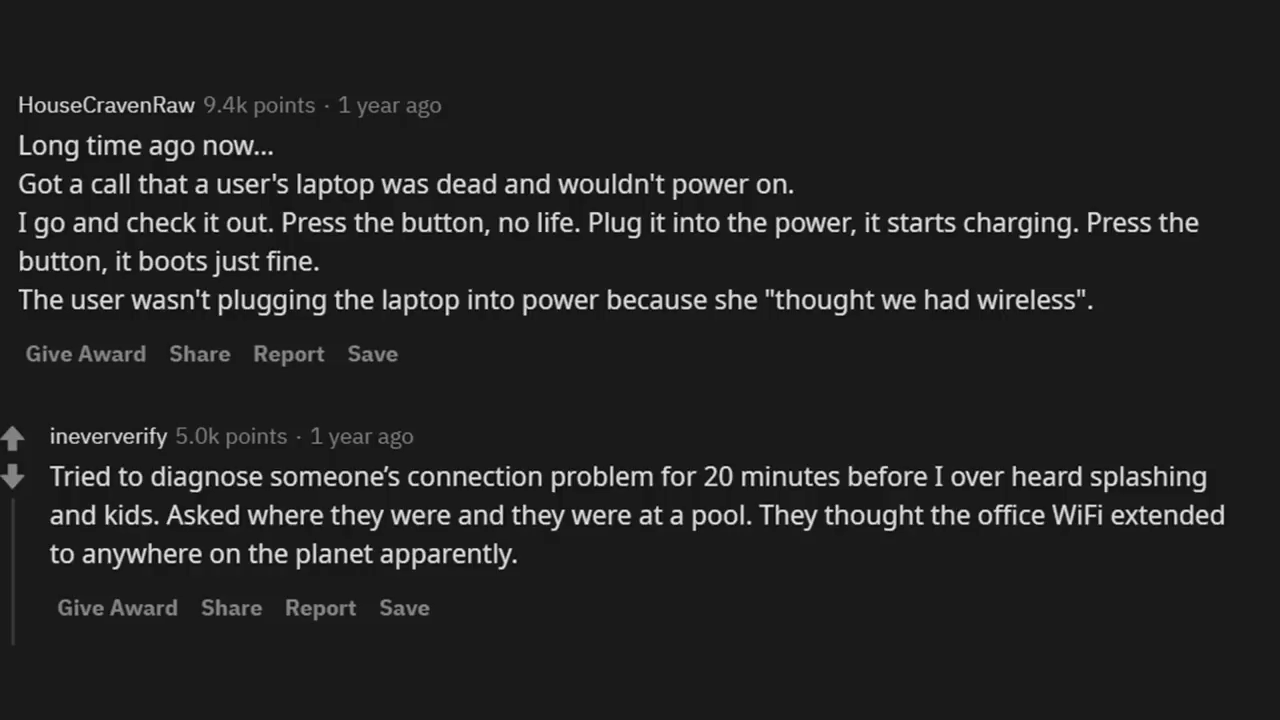 HouseCravenRaw 9.4k points · 1 year ago
Long time ago now...
Got a call that a user's laptop was dead and wouldn't power on.
I go and check it out. Press the button, no life. Plug it into the power, it starts charging. Press the
button, it boots just fine.
The user wasn't plugging the laptop into power because she "thought we had wireless".
Give Award Share Report Save
ineververify 5.0k points · 1 year ago
Tried to diagnose someone’s connection problem for 20 minutes before I over heard splashing
and kids. Asked where they were and they were at a pool. They thought the office WiFi extended
to anywhere on the planet apparently.
Give Award Share Report Save